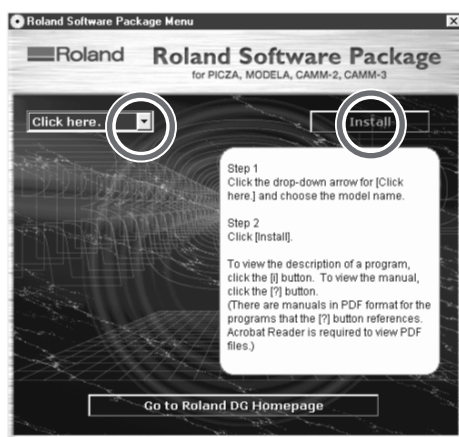 Roland Software Package Menu
Roland
Roland Software Package
for PICZA, MODELA, CAMM-2, CAMM-3
Click here.
Install
Step 1
Click the drop-down arrow for [Click
here.] and choose the model name.
Step 2
Click [Install].
To view the description of a program,
click the [i] button. To view the manual,
click the [?] button.
(There are manuals in PDF format for the
programs that the [?] button references.
Acrobat Reader is required to view PDF
files.)
Go to Roland DG Homepage